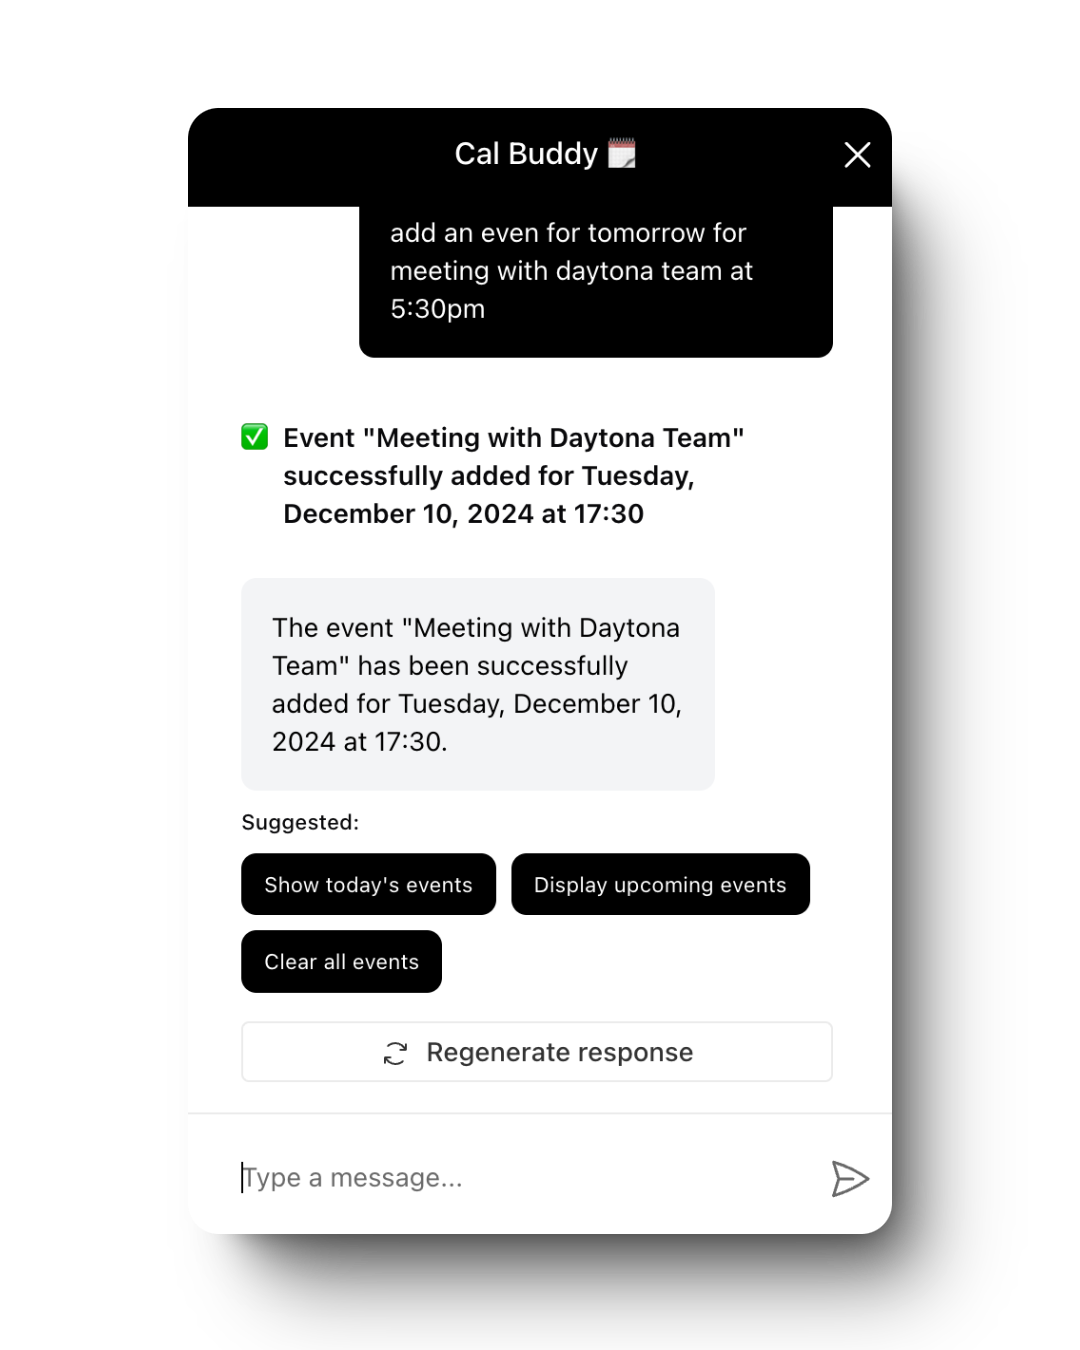 Cal Buddy
add an even for tomorrow for
meeting with daytona team at
5:30pm
Event "Meeting with Daytona Team"
successfully added for Tuesday,
December 10, 2024 at 17:30
The event "Meeting with Daytona
Team" has been successfully
added for Tuesday, December 10,
2024 at 17:30.
Suggested:
Show today's events
Display upcoming events
Clear all events
Regenerate response
Type a message...